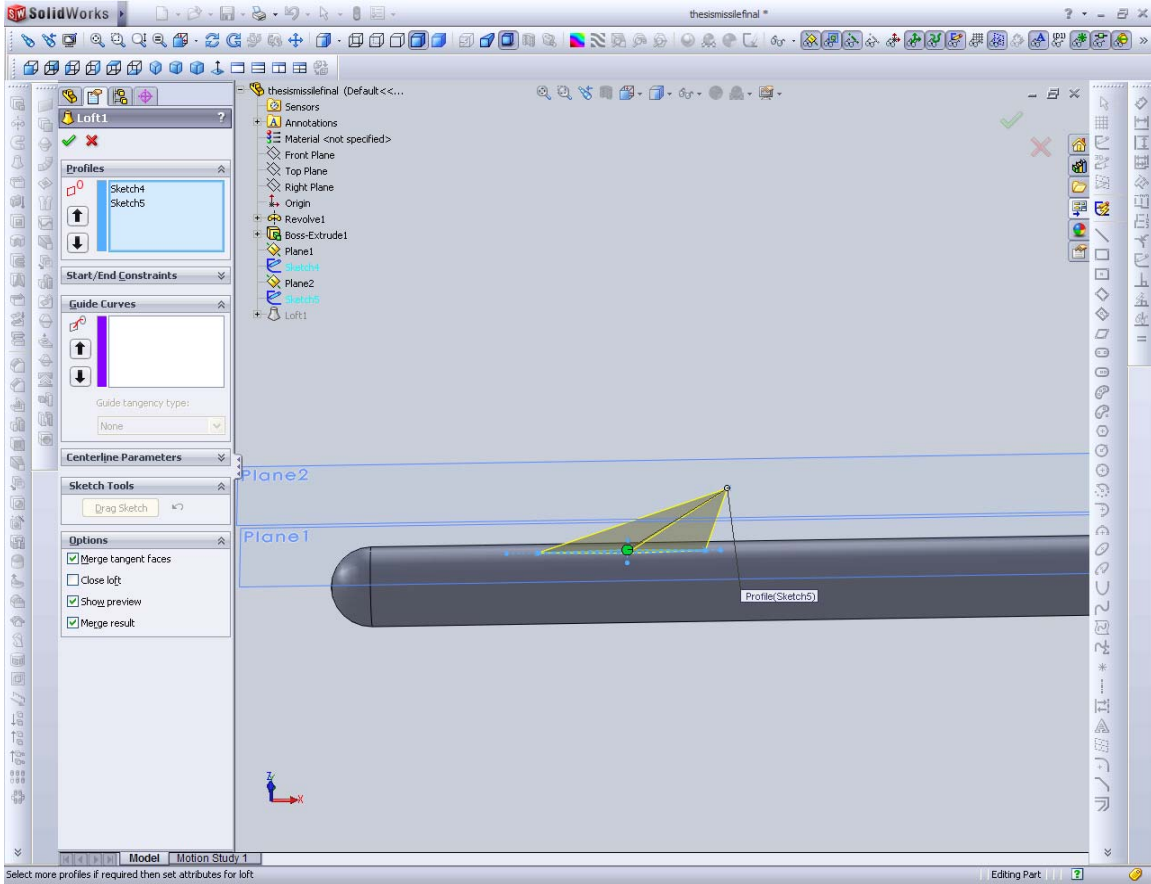 SolidWorks
thesismissilefinal *
Loft1
?
Profiles
Sketch4
Sketch5
Start/End Constraints
Guide Curves
Guide tangency type:
None
Centerline Parameters
Sketch Tools
Drag Sketch
Options
Merge tangent faces
Close loft
Show preview
Merge result
thesismissilefinal (Default<<...
Sensors
Annotations
Material <not specified>
Front Plane
Top Plane
Right Plane
Origin
Revolve1
Boss-Extrude1
Plane1
Sketch4
Plane2
Sketch5
Loft1
Plane2
Plane1
Profile(Sketch5)
Z
X
Model
Motion Study 1
Select more profiles if required then set attributes for loft
Editing Part